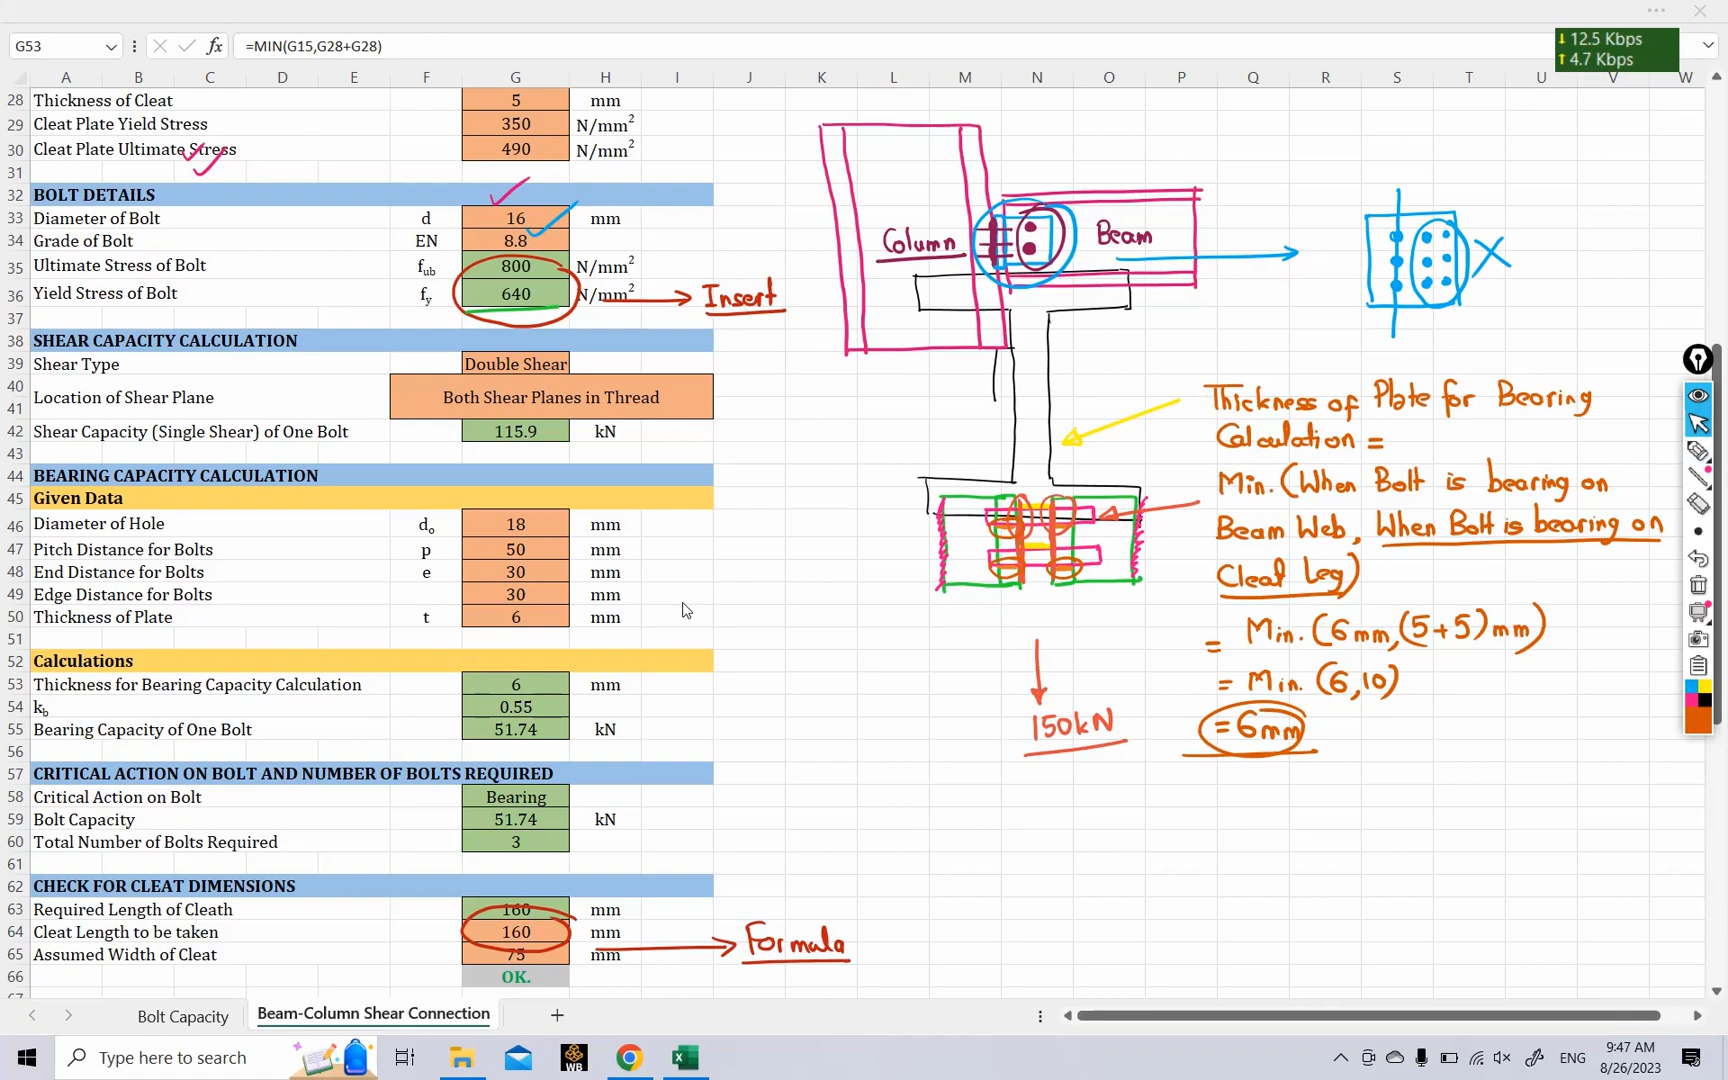 12.5 Kbps
4.7 Kbps
G53
fx
=MIN(G15,G28+G28)
A B C D E F G H I J K L M N O P Q R S T U V W
28 Thickness of Cleat 5 mm
29 Cleat Plate Yield Stress 350 N/mm²
30 Cleat Plate Ultimate Stress 490 N/mm²
31
32 BOLT DETAILS
33 Diameter of Bolt d 16 mm
34 Grade of Bolt EN 8.8
35 Ultimate Stress of Bolt fub 800 N/mm²
36 Yield Stress of Bolt fy 640 N/mm²
37
38 SHEAR CAPACITY CALCULATION
39 Shear Type Double Shear
40
Location of Shear Plane Both Shear Planes in Thread
41
42 Shear Capacity (Single Shear) of One Bolt 115.9 kN
43
44 BEARING CAPACITY CALCULATION
45 Given Data
46 Diameter of Hole do 18 mm
47 Pitch Distance for Bolts p 50 mm
48 End Distance for Bolts e 30 mm
49 Edge Distance for Bolts 30 mm
50 Thickness of Plate t 6 mm
51
52 Calculations
53 Thickness for Bearing Capacity Calculation 6 mm
54 kb 0.55
55 Bearing Capacity of One Bolt 51.74 kN
56
57 CRITICAL ACTION ON BOLT AND NUMBER OF BOLTS REQUIRED
58 Critical Action on Bolt Bearing
59 Bolt Capacity 51.74 kN
60 Total Number of Bolts Required 3
61
62 CHECK FOR CLEAT DIMENSIONS
63 Required Length of Cleath 160 mm
64 Cleat Length to be taken 160 mm
65 Assumed Width of Cleat 75 mm
66 OK.
67
Insert
Formula
Column
Beam
X
150kN
Thickness of Plate for Bearing
Calculation =
Min. (When Bolt is bearing on
Beam Web, When Bolt is bearing on
Cleat Leg)
= Min. (6mm, (5+5) mm)
= Min. (6,10)
= 6mm
Bolt Capacity
Beam-Column Shear Connection
Type here to search
WB
ENG
9:47 AM
8/26/2023